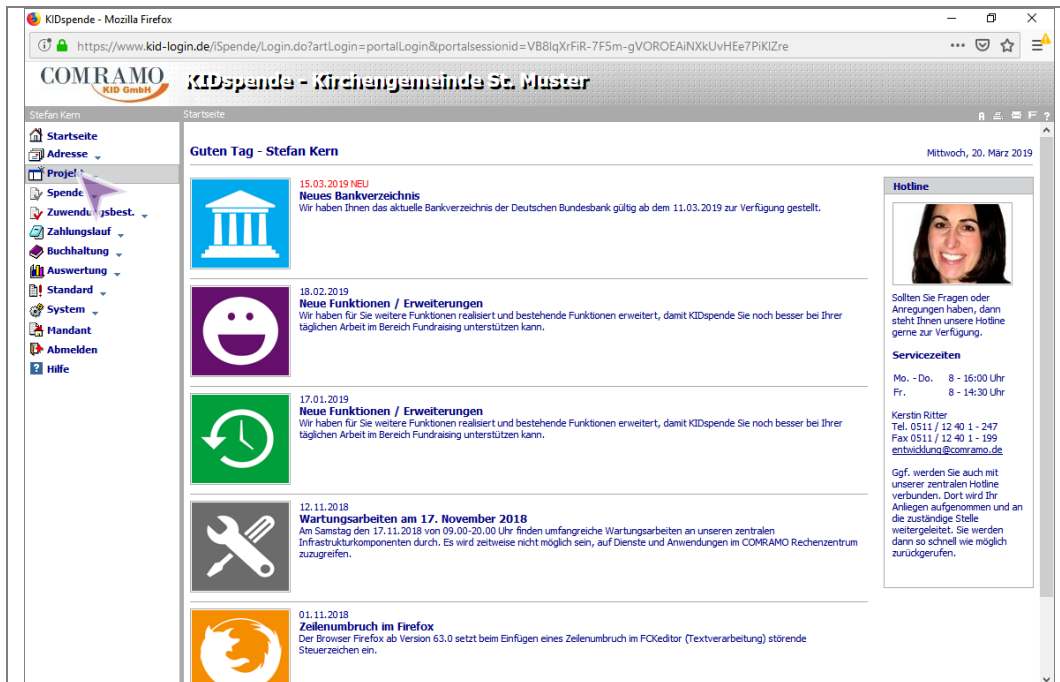 KIDspende - Mozilla Firefox
https://www.kid-login.de/iSpende/Login.do?artLogin=portalLogin&portalsessionid=VB8lqXrFiR-7F5m-gVOROEAiNXkUvHEe7PiKlZre
COMRAMO
KID GmbH
KIDspende - Kirchengemeinde St. Muster
Stefan Kern
Startseite
Startseite
Adresse
Projekt
Spende
Zuwendungsbest.
Zahlungslauf
Buchhaltung
Auswertung
Standard
System
Mandant
Abmelden
Hilfe
Guten Tag - Stefan Kern
Mittwoch, 20. März 2019
15.03.2019 NEU
Neues Bankverzeichnis
Wir haben Ihnen das aktuelle Bankverzeichnis der Deutschen Bundesbank gültig ab dem 11.03.2019 zur Verfügung gestellt.
18.02.2019
Neue Funktionen / Erweiterungen
Wir haben für Sie weitere Funktionen realisiert und bestehende Funktionen erweitert, damit KIDspende Sie noch besser bei Ihrer
täglichen Arbeit im Bereich Fundraising unterstützen kann.
17.01.2019
Neue Funktionen / Erweiterungen
Wir haben für Sie weitere Funktionen realisiert und bestehende Funktionen erweitert, damit KIDspende Sie noch besser bei Ihrer
täglichen Arbeit im Bereich Fundraising unterstützen kann.
12.11.2018
Wartungsarbeiten am 17. November 2018
Am Samstag den 17.11.2018 von 09.00-20.00 Uhr finden umfangreiche Wartungsarbeiten an unseren zentralen
Infrastrukturkomponenten durch. Es wird zeitweise nicht möglich sein, auf Dienste und Anwendungen im COMRAMO Rechenzentrum
zuzugreifen.
01.11.2018
Zeilenumbruch im Firefox
Der Browser Firefox ab Version 63.0 setzt beim Einfügen eines Zeilenumbruch im FCKeditor (Textverarbeitung) störende
Steuerzeichen ein.
Hotline
Sollten Sie Fragen oder
Anregungen haben, dann
steht Ihnen unsere Hotline
gerne zur Verfügung.
Servicezeiten
Mo. - Do. 8 - 16:00 Uhr
Fr. 8 - 14:30 Uhr
Kerstin Ritter
Tel. 0511 / 12 40 1 - 247
Fax 0511 / 12 40 1 - 199
entwicklung@comramo.de
Ggf. werden Sie auch mit
unserer zentralen Hotline
verbunden. Dort wird Ihr
Anliegen aufgenommen und an
die zuständige Stelle
weitergeleitet. Sie werden
dann so schnell wie möglich
zurückgerufen.